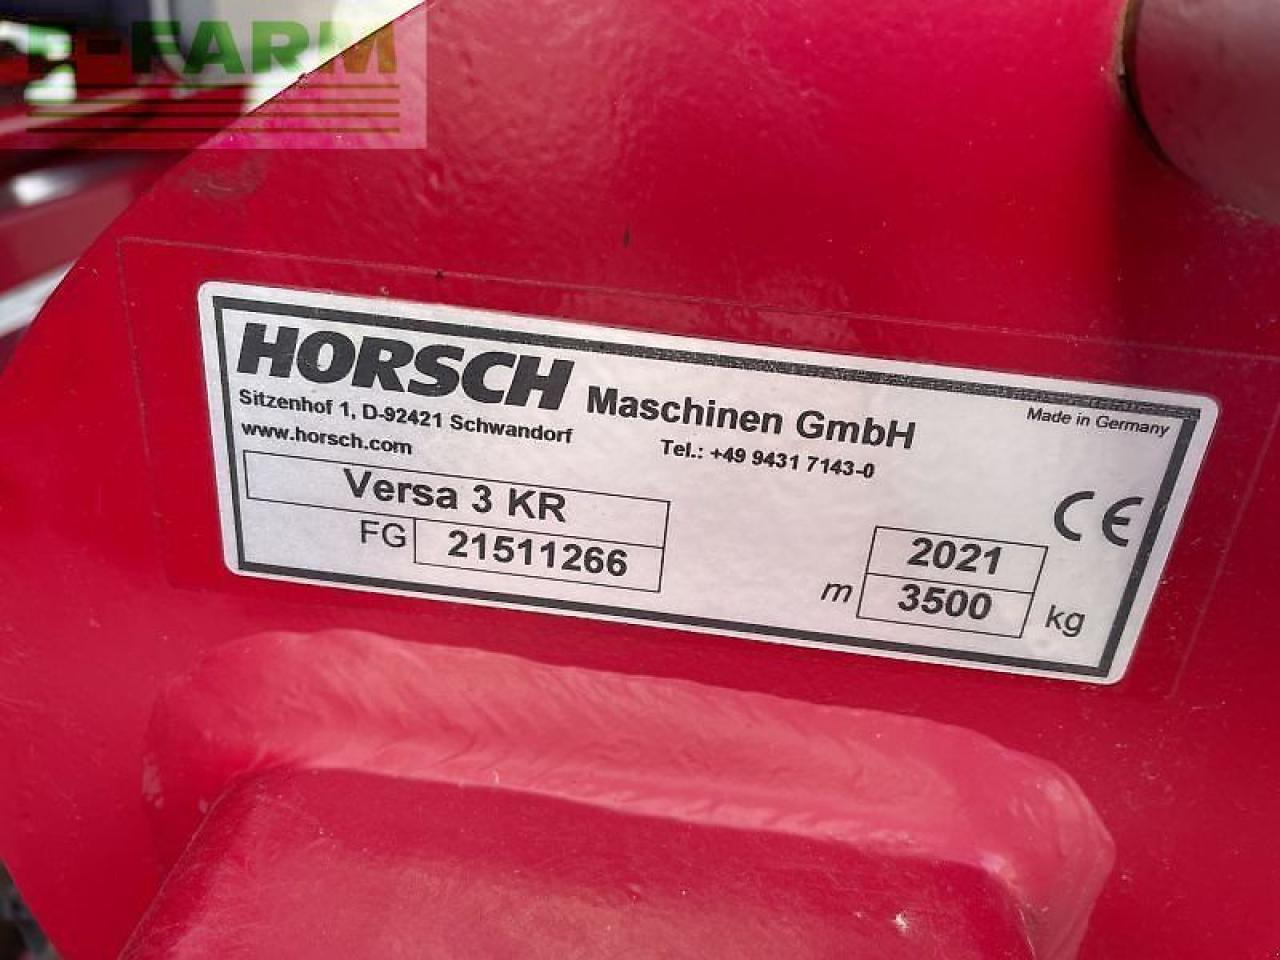 E-FARM
HORSCH Maschinen GmbH
Made in Germany
Sitzenhof 1, D-92421 Schwandorf
www.horsch.com
Tel.: +49 9431 7143-0
Versa 3 KR
FG 21511266
2021
m 3500 kg
CE